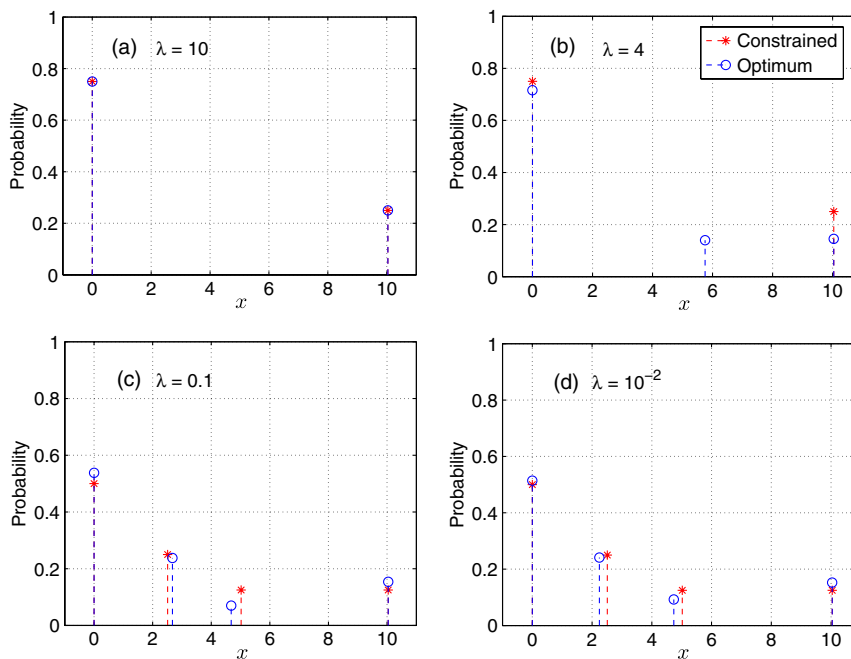 (a) λ = 10
Probability
1
0.8
0.6
0.4
0.2
0
0 2 4 6 8 10
x
(b) λ = 4
Constrained
Optimum
Probability
1
0.8
0.6
0.4
0.2
0
0 2 4 6 8 10
x
(c) λ = 0.1
Probability
1
0.8
0.6
0.4
0.2
0
0 2 4 6 8 10
x
(d) λ = 10⁻²
Probability
1
0.8
0.6
0.4
0.2
0
0 2 4 6 8 10
x